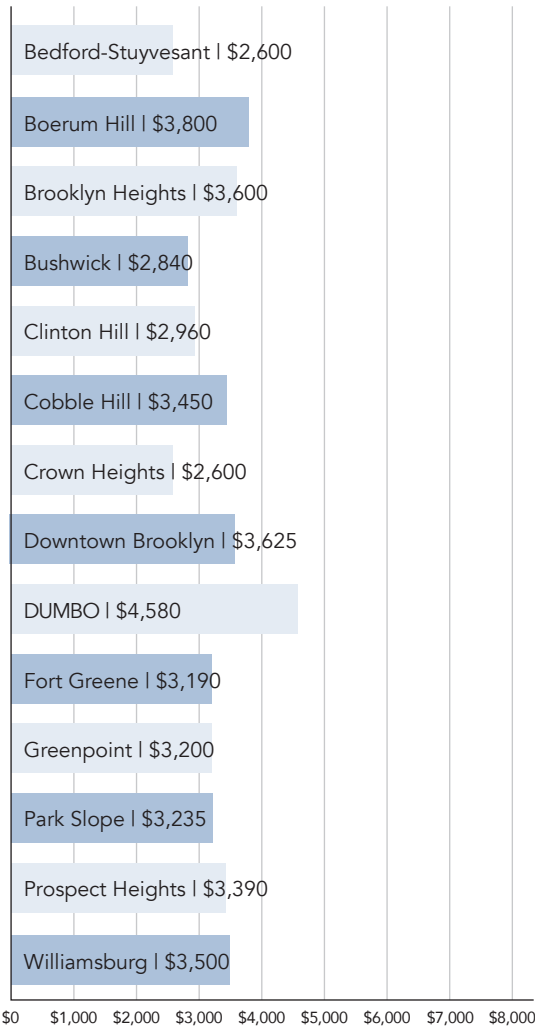 Bedford-Stuyvesant | $2,600
Boerum Hill | $3,800
Brooklyn Heights | $3,600
Bushwick | $2,840
Clinton Hill | $2,960
Cobble Hill | $3,450
Crown Heights | $2,600
Downtown Brooklyn | $3,625
DUMBO | $4,580
Fort Greene | $3,190
Greenpoint | $3,200
Park Slope | $3,235
Prospect Heights | $3,390
Williamsburg | $3,500
$0 $1,000 $2,000 $3,000 $4,000 $5,000 $6,000 $7,000 $8,000